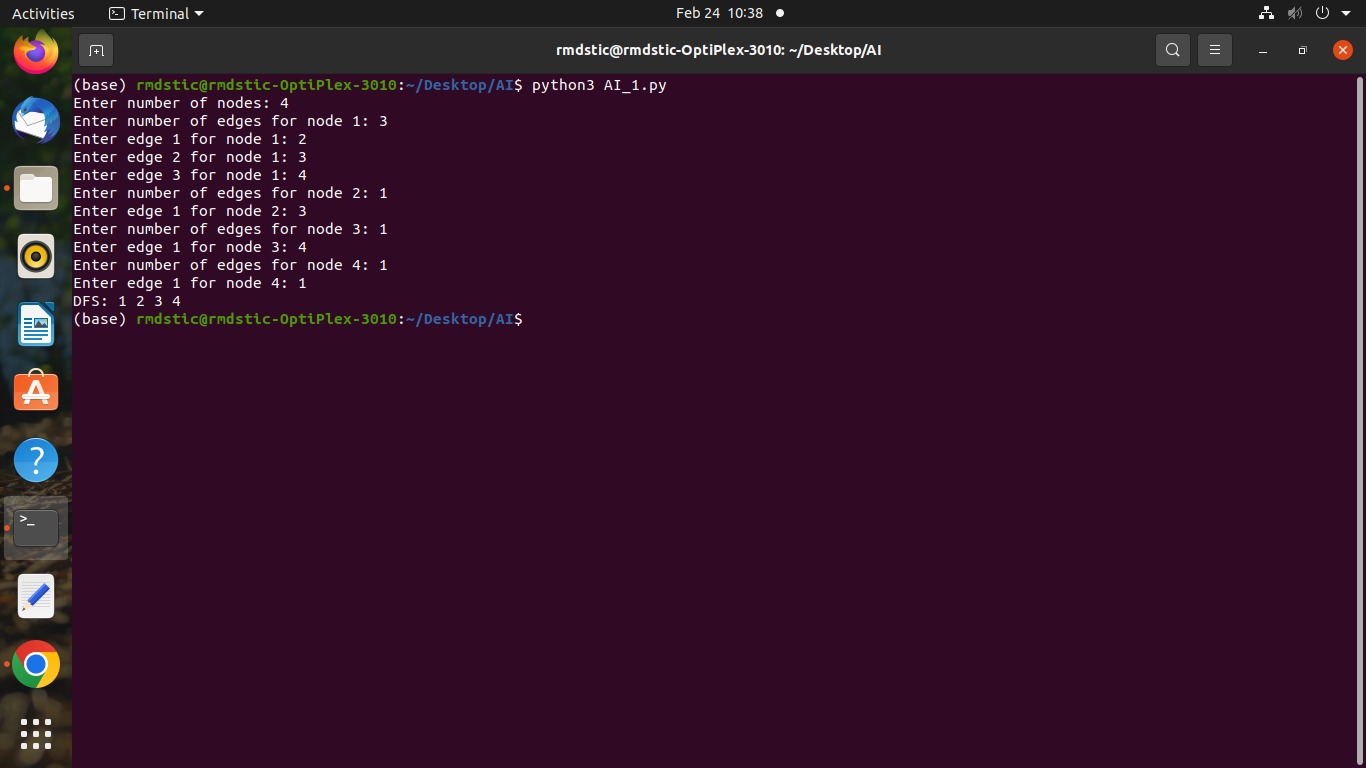 Activities
Terminal
Feb 24 10:38
rmdstic@rmdstic-OptiPlex-3010: ~/Desktop/AI
(base) rmdstic@rmdstic-OptiPlex-3010:~/Desktop/AI$ python3 AI_1.py
Enter number of nodes: 4
Enter number of edges for node 1: 3
Enter edge 1 for node 1: 2
Enter edge 2 for node 1: 3
Enter edge 3 for node 1: 4
Enter number of edges for node 2: 1
Enter edge 1 for node 2: 3
Enter number of edges for node 3: 1
Enter edge 1 for node 3: 4
Enter number of edges for node 4: 1
Enter edge 1 for node 4: 1
DFS: 1 2 3 4
(base) rmdstic@rmdstic-OptiPlex-3010:~/Desktop/AI$